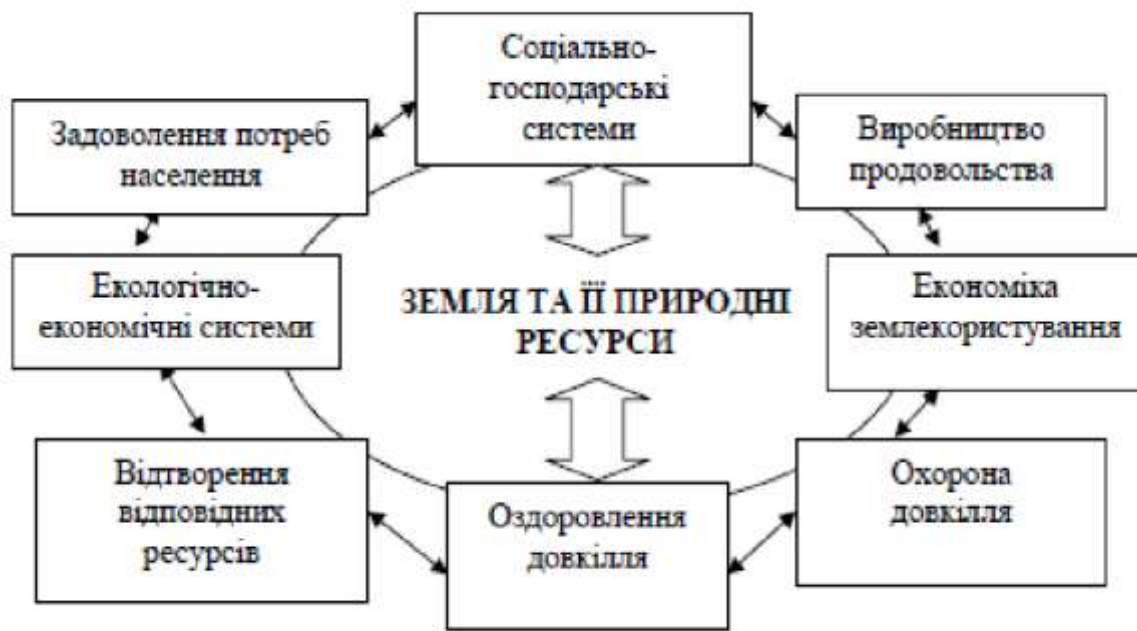 Соціально-
господарські
системи
Задоволення потреб
населення
Виробництво
продовольства
Екологічно-
економічні системи
ЗЕМЛЯ ТА ЇЇ ПРИРОДНІ
РЕСУРСИ
Економіка
землекористування
Відтворення
відповідних
ресурсів
Оздоровлення
довкілля
Охорона
довкілля